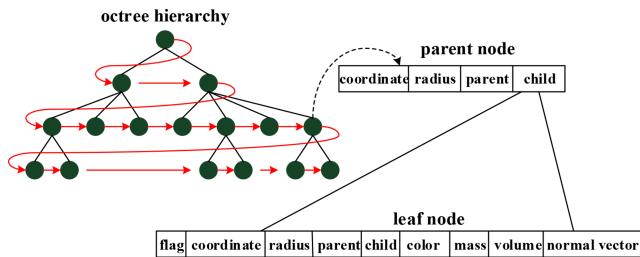 octree hierarchy
parent node
coordinate radius parent child
leaf node
flag coordinate radius parent child color mass volume normal vector